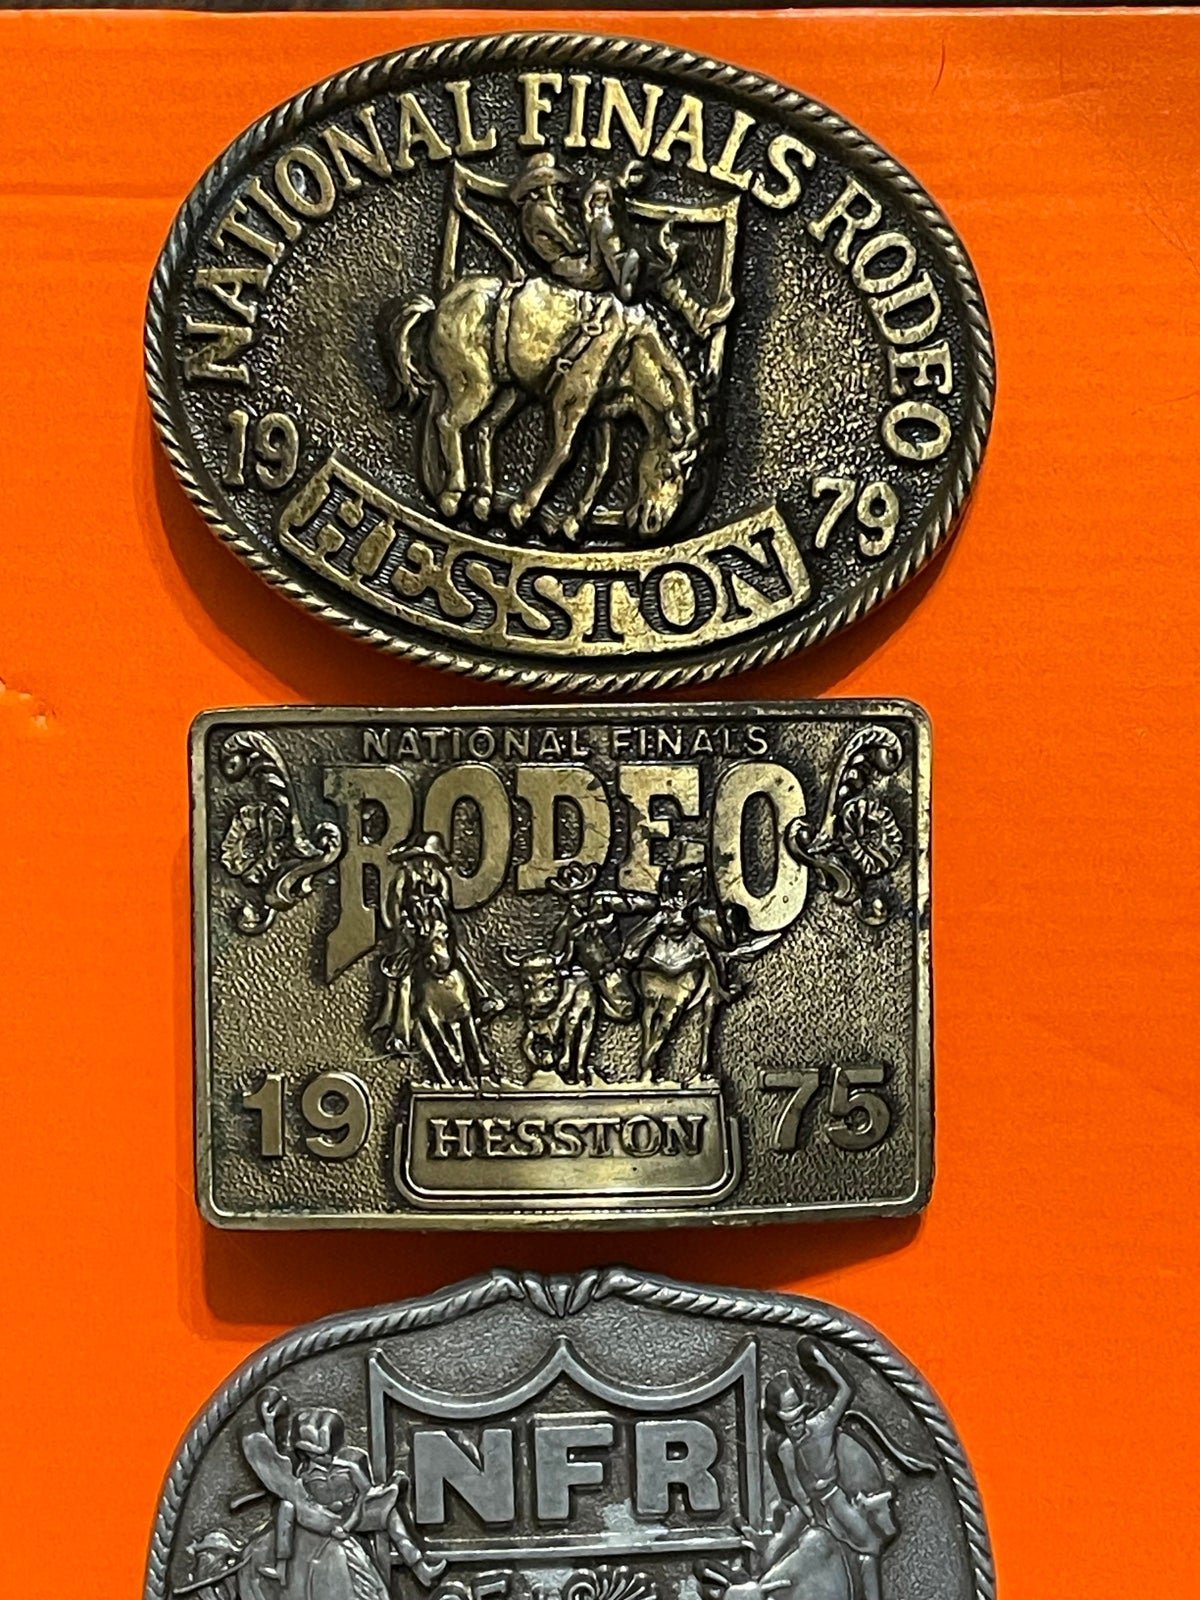 NATIONAL FINALS RODEO
19 79
HESSTON
NATIONAL FINALS
RODEO
19 75
HESSTON
NFR